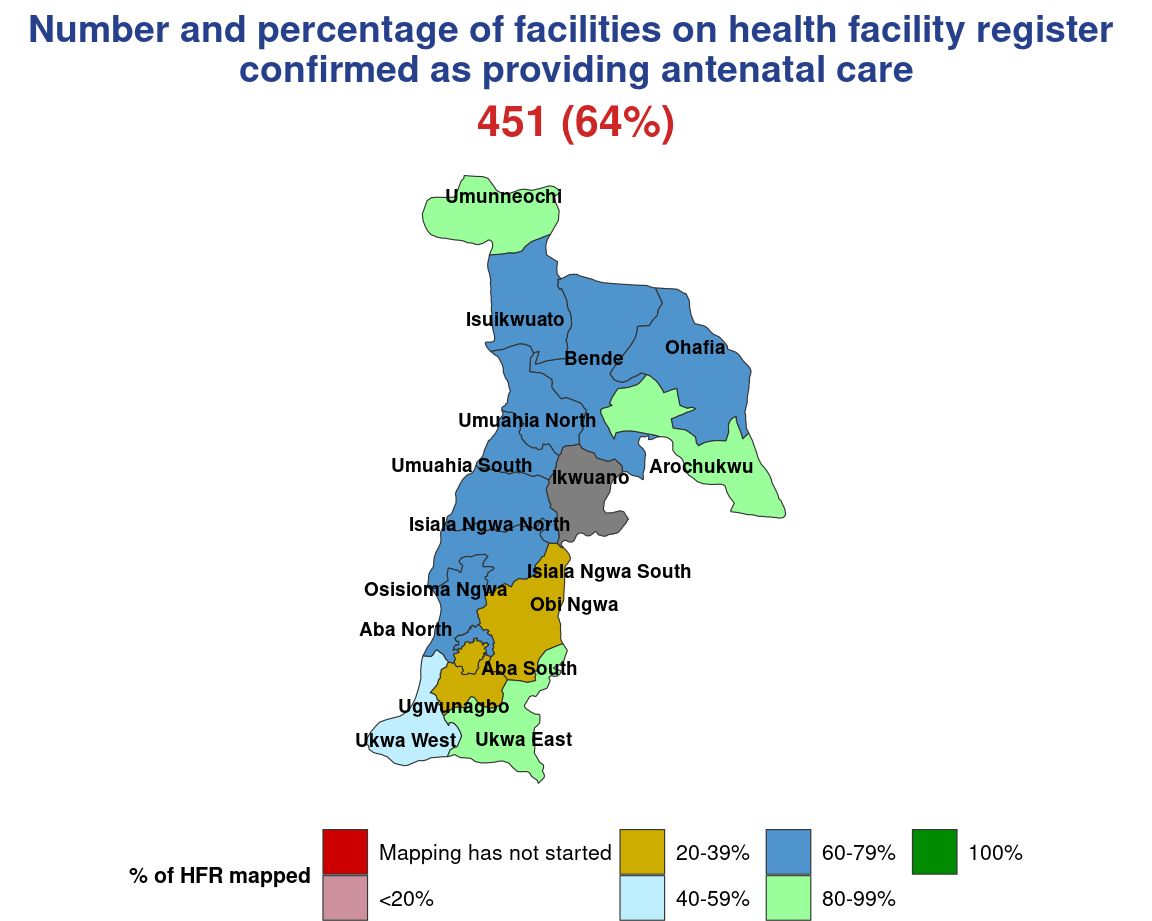 Number and percentage of facilities on health facility register
confirmed as providing antenatal care
451 (64%)
Umunneochi
Isuikwuato
Ohafia
Bende
Umuahia North
Umuahia South
Arochukwu
Ikwuano
Isiala Ngwa North
Isiala Ngwa South
Osisioma Ngwa
Obi Ngwa
Aba North
Aba South
Ugwunagbo
Ukwa West
Ukwa East
% of HFR mapped
Mapping has not started
<20%
20-39%
40-59%
60-79%
80-99%
100%